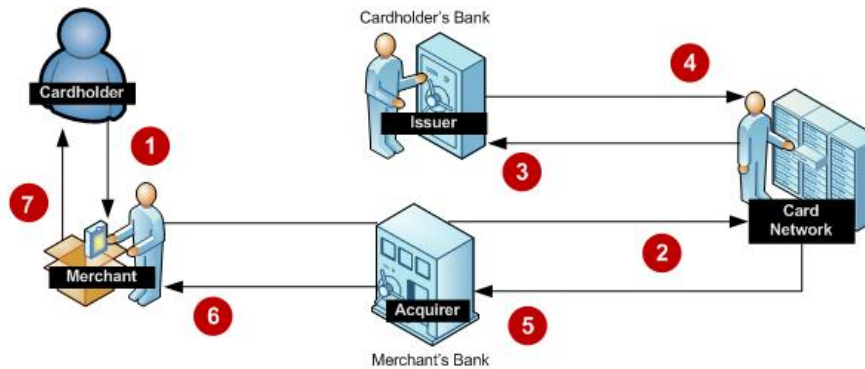 Cardholder's Bank
4
Cardholder
Issuer
1
3
7
Card
Network
2
Merchant
Acquirer
6
5
Merchant's Bank